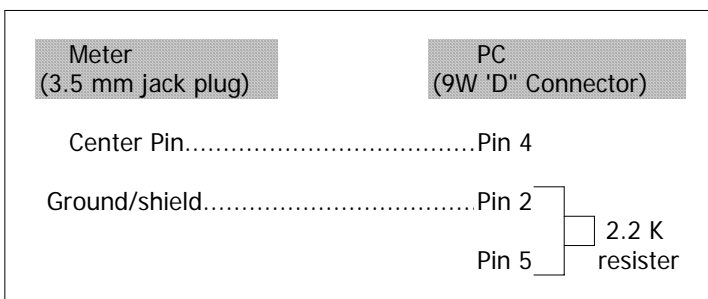 Meter
(3.5 mm jack plug)
PC
(9W 'D" Connector)
Center Pin..........................................Pin 4
Ground/shield.......................................Pin 2
2.2 K
Pin 5
resister